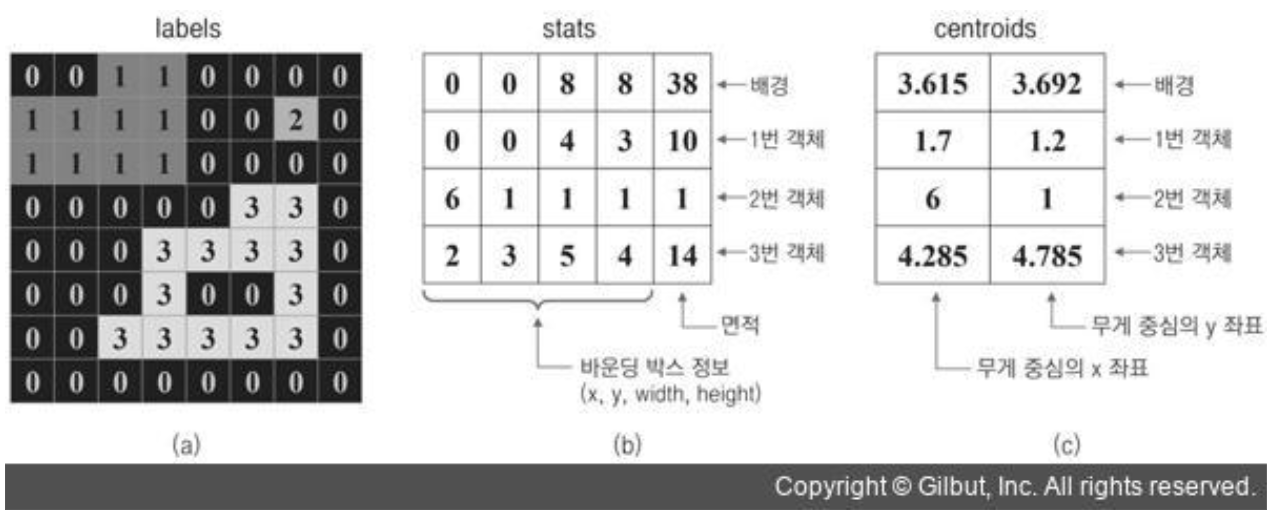 labels
0 0 1 1 0 0 0 0
1 1 1 1 0 0 2 0
1 1 1 1 0 0 0 0
0 0 0 0 0 3 3 0
0 0 0 3 3 3 3 0
0 0 0 3 0 0 3 0
0 0 3 3 3 3 3 0
0 0 0 0 0 0 0 0
(a)
stats
0 0 8 8 38 배경
0 0 4 3 10 1번 객체
6 1 1 1 1 2번 객체
2 3 5 4 14 3번 객체
면적
바운딩 박스 정보
(x, y, width, height)
(b)
centroids
3.615 3.692 배경
1.7 1.2 1번 객체
6 1 2번 객체
4.285 4.785 3번 객체
무게 중심의 y 좌표
무게 중심의 x 좌표
(c)
Copyright © Gilbut, Inc. All rights reserved.